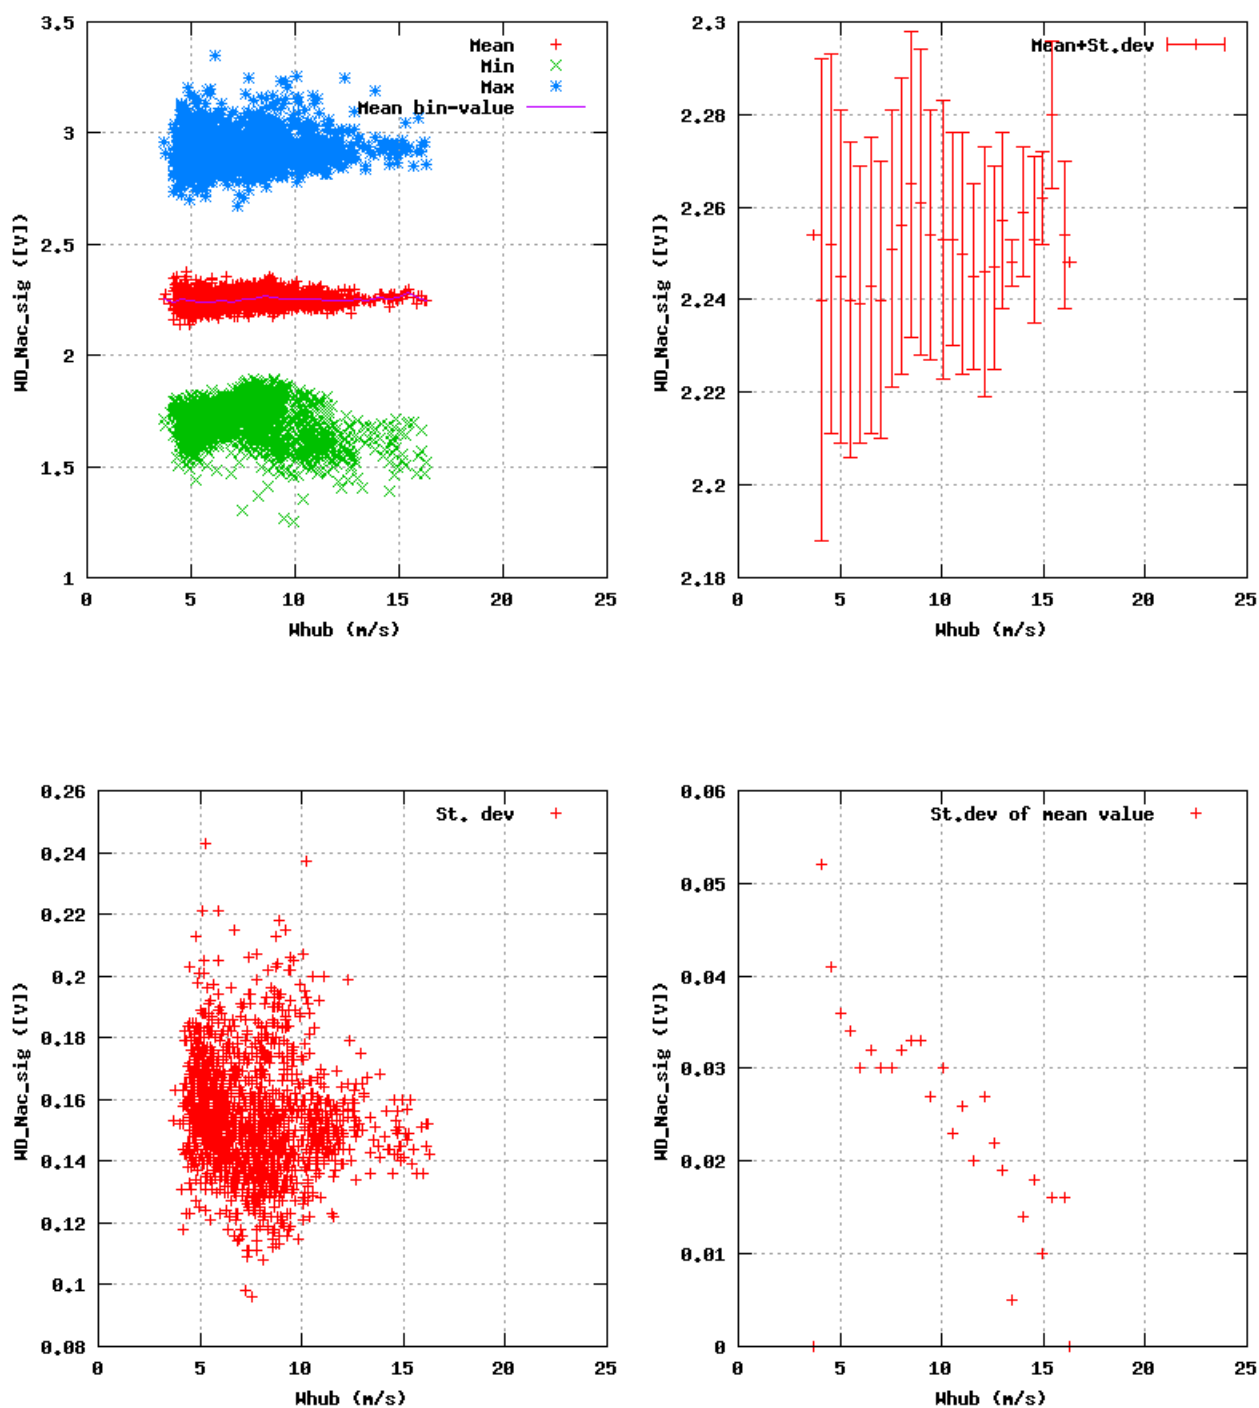 3.5
3
2.5
2
1.5
1
0 5 10 15 20 25
Whub (m/s)
WD_Nac_sig ([V])
Mean
Min
Max
Mean bin-value
2.3
2.28
2.26
2.24
2.22
2.2
2.18
0 5 10 15 20 25
Whub (m/s)
WD_Nac_sig ([V])
Mean+St.dev
0.26
0.24
0.22
0.2
0.18
0.16
0.14
0.12
0.1
0.08
0 5 10 15 20 25
Whub (m/s)
WD_Nac_sig ([V])
St. dev
0.06
0.05
0.04
0.03
0.02
0.01
0
0 5 10 15 20 25
Whub (m/s)
WD_Nac_sig ([V])
St.dev of mean value